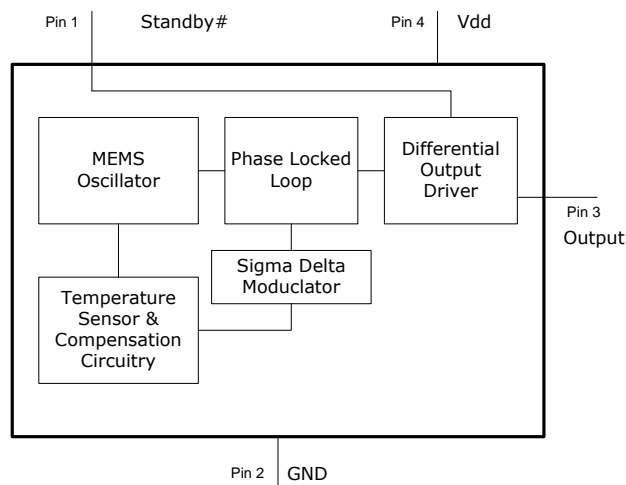 Pin 1 Standby# Pin 4 Vdd
MEMS
Oscillator
Phase Locked
Loop
Differential
Output
Driver
Pin 3
Output
Sigma Delta
Moduclator
Temperature
Sensor &
Compensation
Circuitry
Pin 2 GND